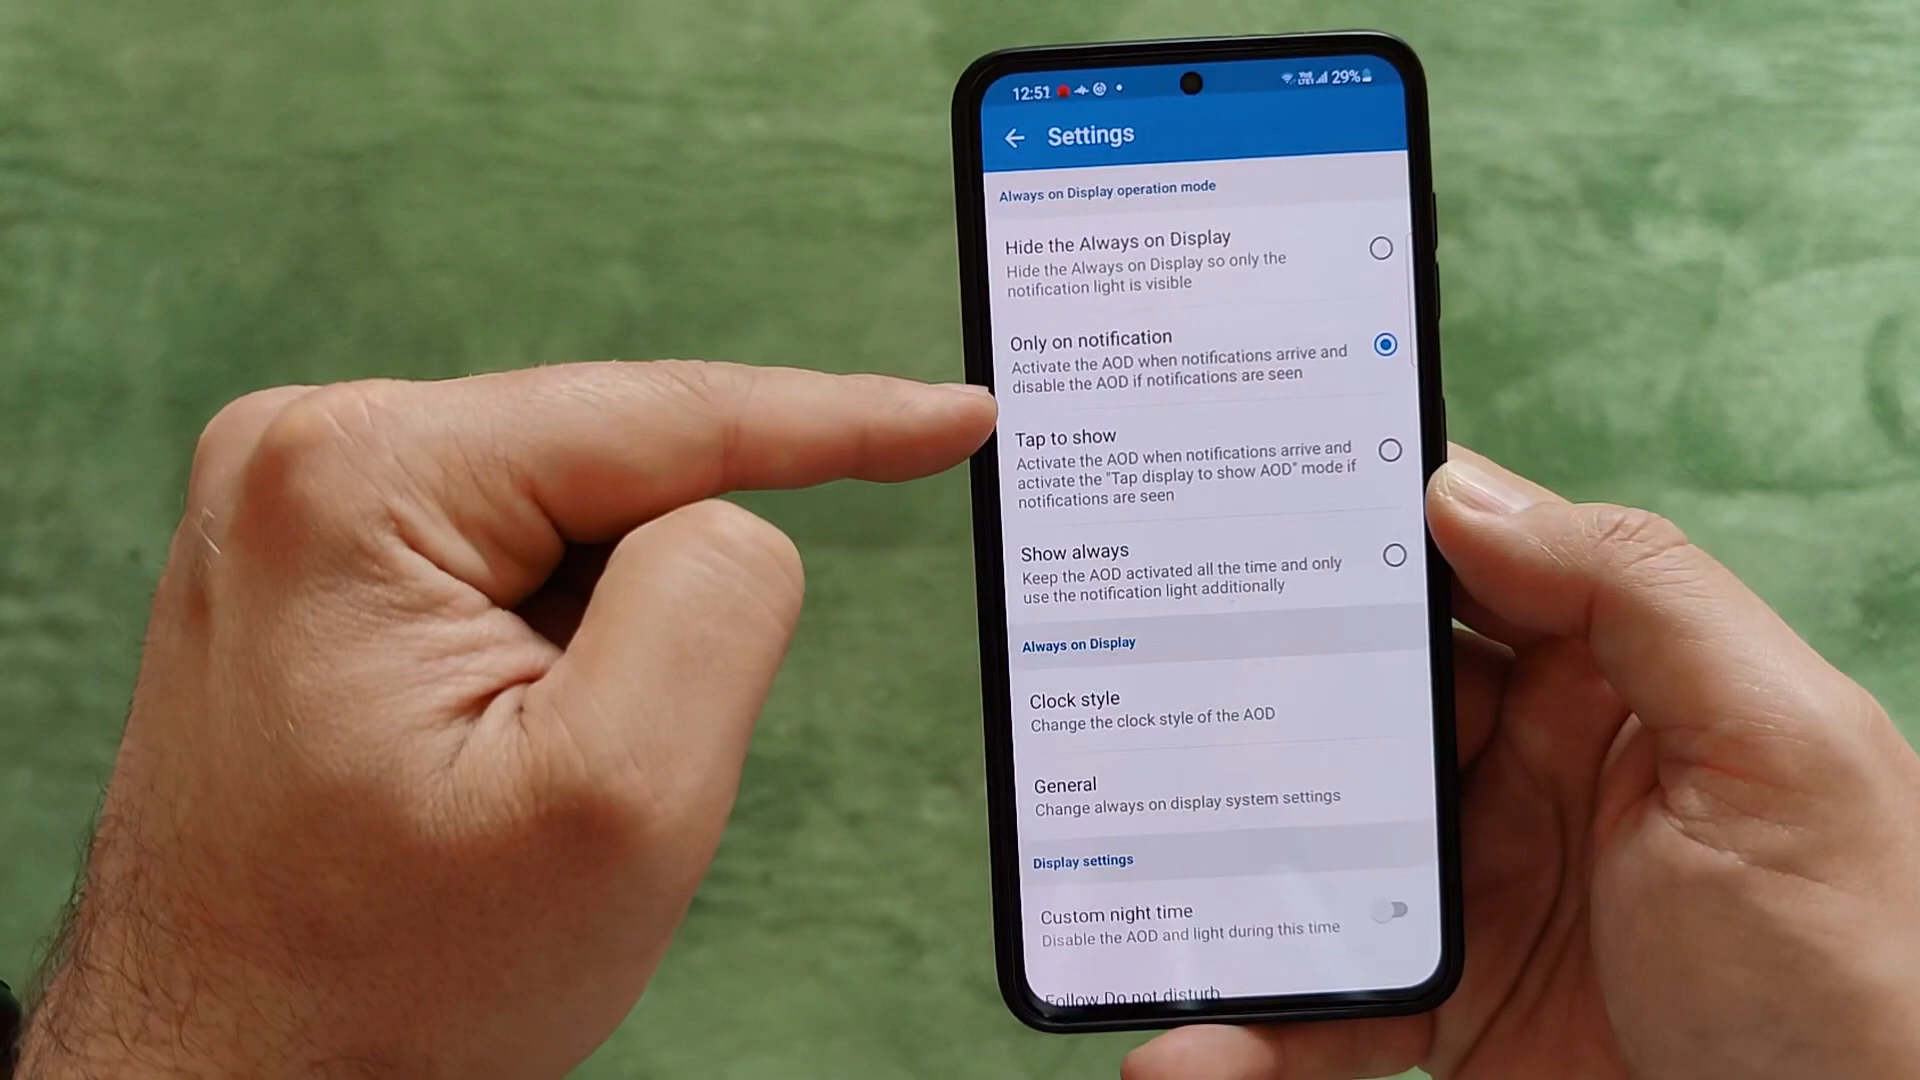 12:51 29%
Settings
Always on Display operation mode
Hide the Always on Display
Hide the Always on Display so only the
notification light is visible
Only on notification
Activate the AOD when notifications arrive and
disable the AOD if notifications are seen
Tap to show
Activate the AOD when notifications arrive and
activate the "Tap display to show AOD" mode if
notifications are seen
Show always
Keep the AOD activated all the time and only
use the notification light additionally
Always on Display
Clock style
Change the clock style of the AOD
General
Change always on display system settings
Display settings
Custom night time
Disable the AOD and light during this time
Follow Do not disturb